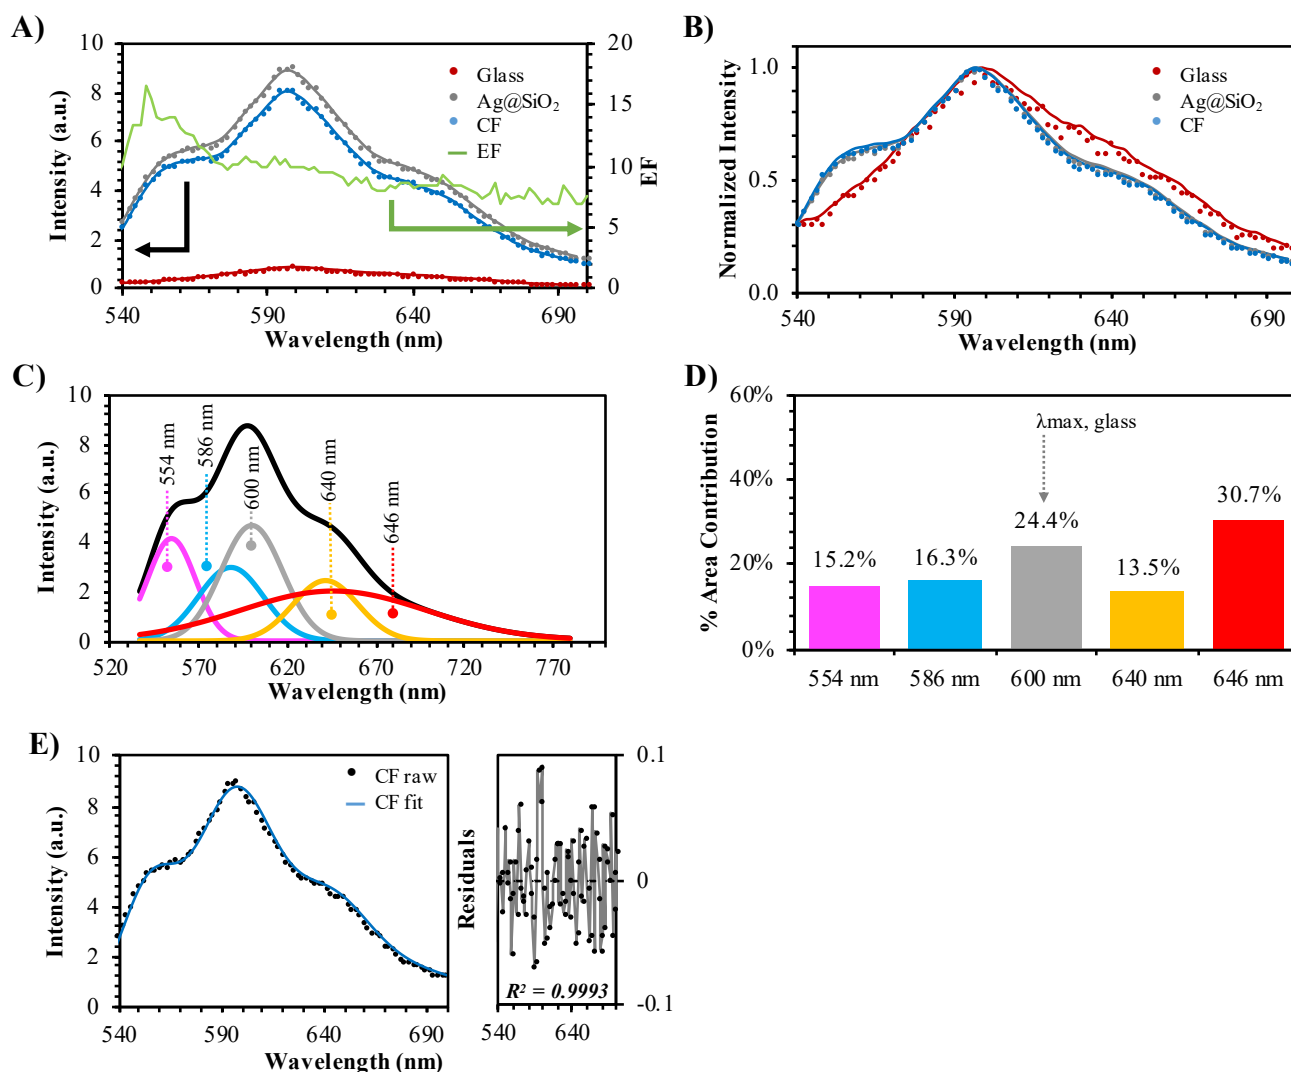 A)
10
8
6
4
2
0
Intensity (a.u.)
20
15
10
5
0
EF
Glass
Ag@SiO₂
CF
EF
540
590
640
690
Wavelength (nm)
B)
1.0
0.5
0.0
Normalized Intensity
Glass
Ag@SiO₂
CF
540
590
640
690
Wavelength (nm)
C)
10
8
6
4
2
0
Intensity (a.u.)
554 nm
586 nm
600 nm
640 nm
646 nm
520
570
620
670
720
770
Wavelength (nm)
D)
60%
40%
20%
0%
% Area Contribution
λmax, glass
15.2%
16.3%
24.4%
13.5%
30.7%
554 nm
586 nm
600 nm
640 nm
646 nm
E)
10
8
6
4
2
0
Intensity (a.u.)
CF raw
CF fit
540
590
640
690
Wavelength (nm)
Residuals
0.1
0
-0.1
R² = 0.9993
540
640